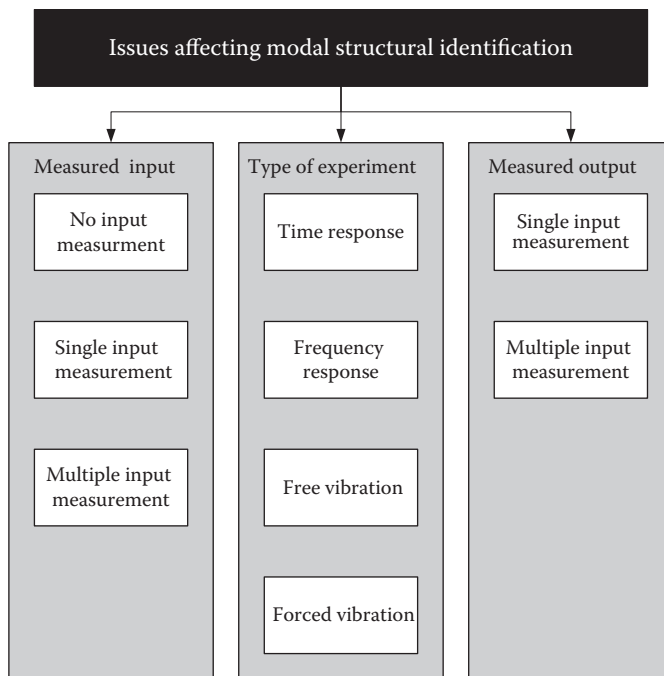 Issues affecting modal structural identification
Measured input
No input
measurment
Single input
measurement
Multiple input
measurement
Type of experiment
Time response
Frequency
response
Free vibration
Forced vibration
Measured output
Single input
measurement
Multiple input
measurement